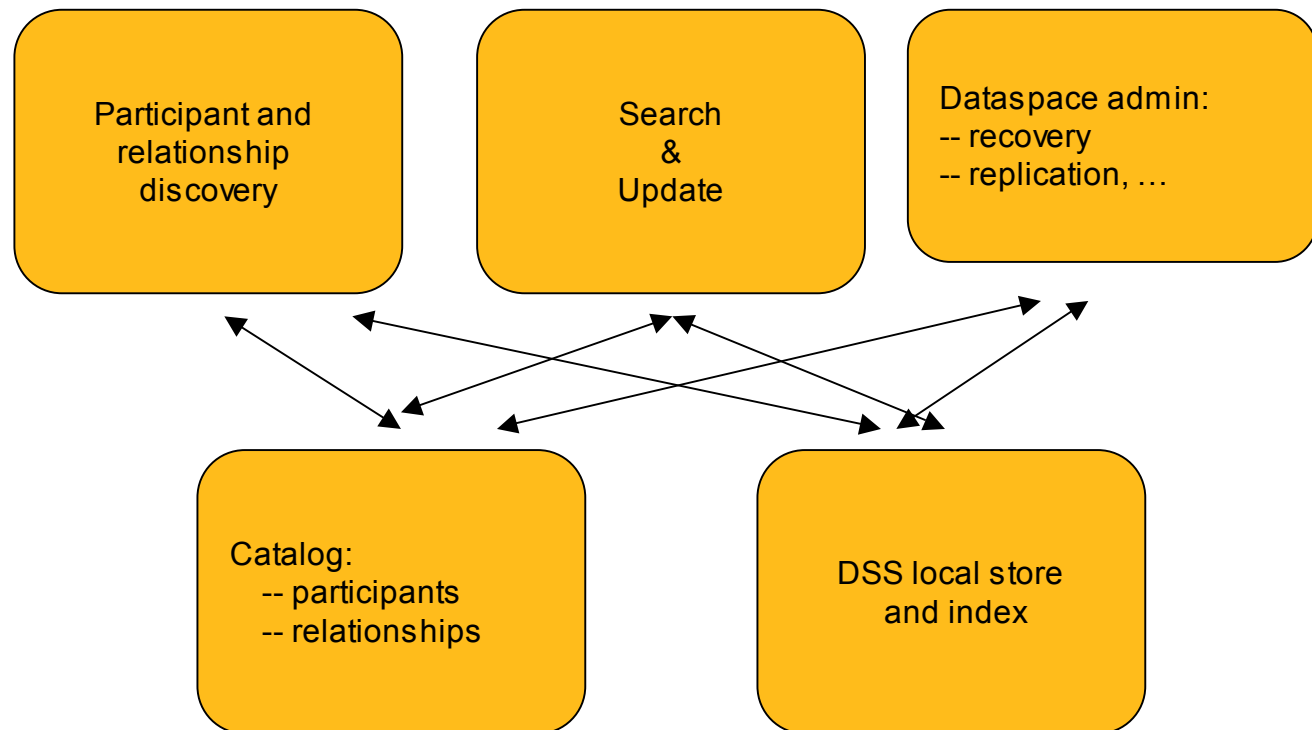 Participant and
relationship
discovery
Search
&
Update
Dataspace admin:
-- recovery
-- replication, …
Catalog:
-- participants
-- relationships
DSS local store
and index